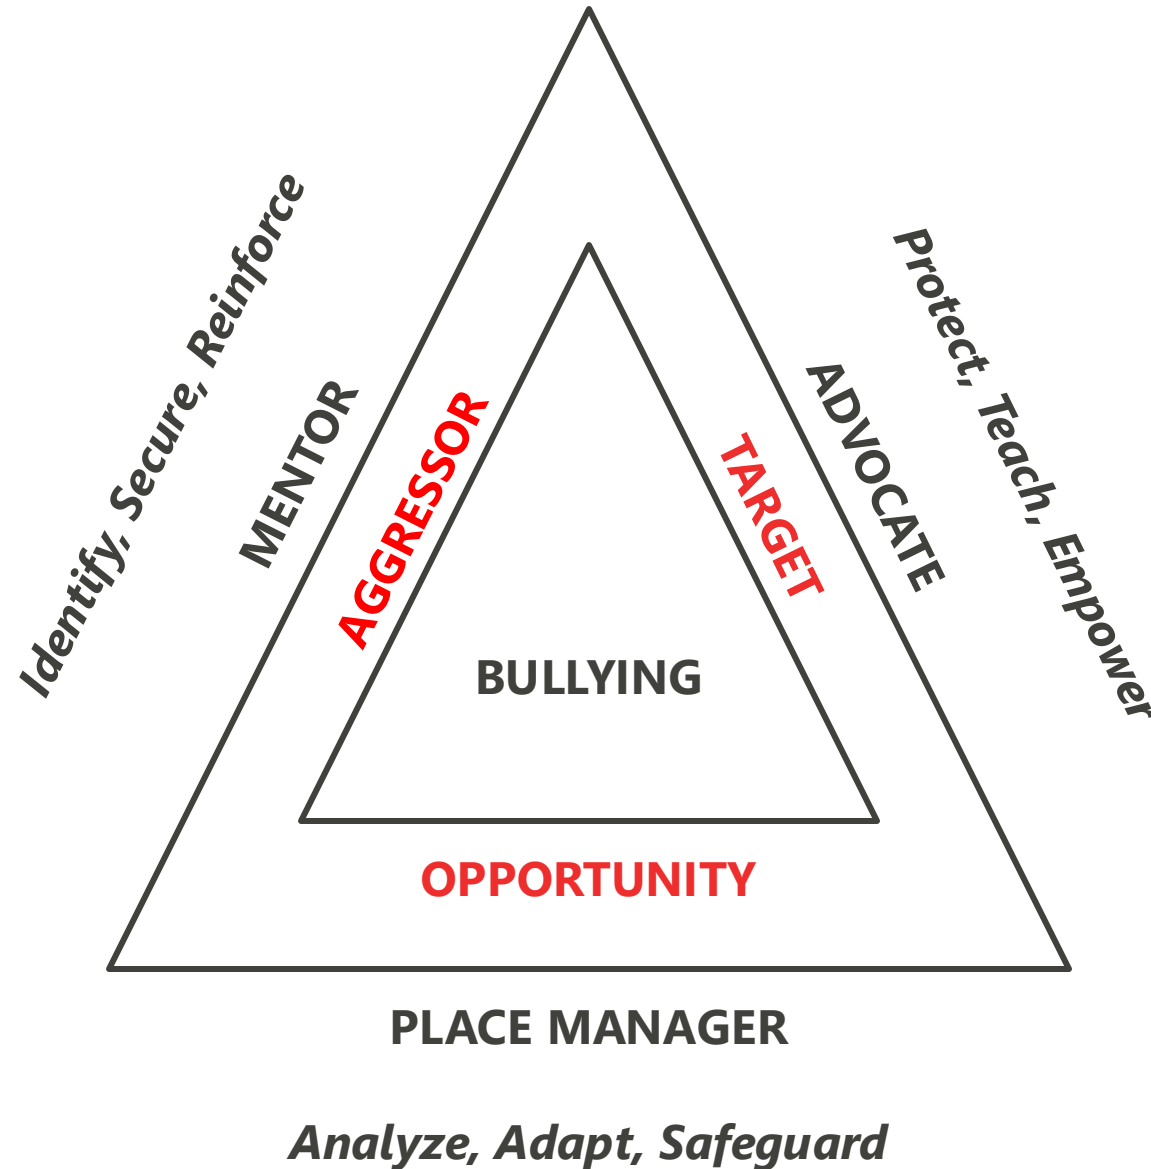 Identify, Secure, Reinforce
MENTOR
AGGRESSOR
Protect, Teach, Empower
ADVOCATE
TARGET
BULLYING
OPPORTUNITY
PLACE MANAGER
Analyze, Adapt, Safeguard